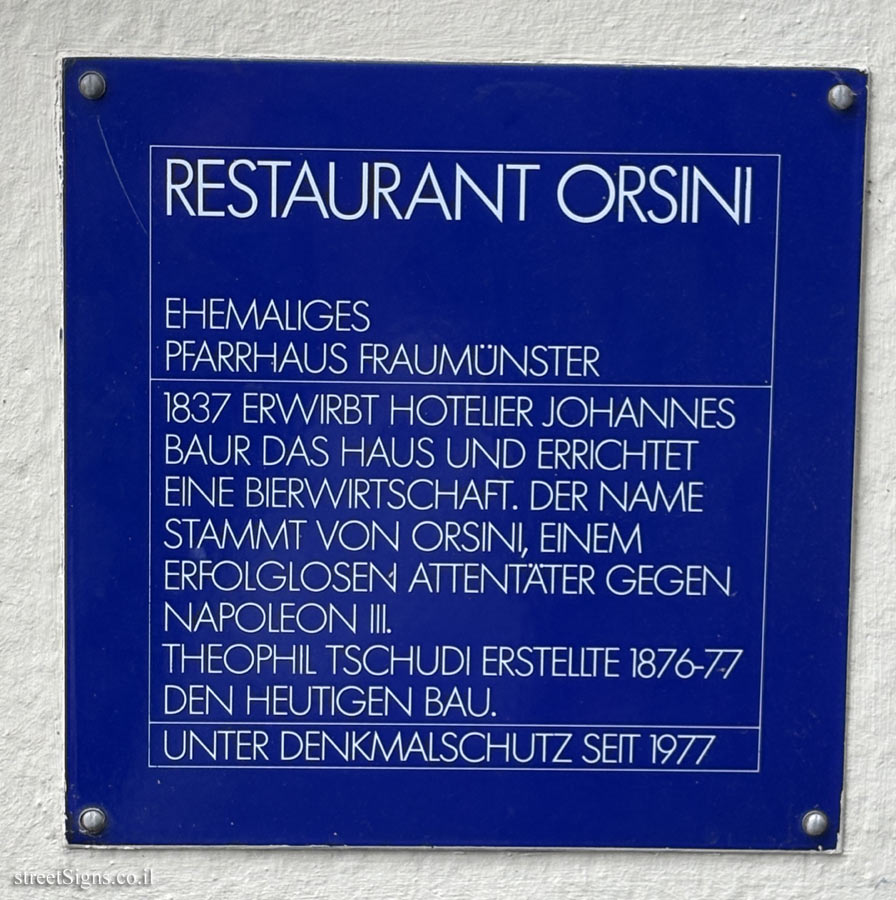 RESTAURANT ORSINI
EHEMALIGES
PFARRHAUS FRAUMÜNSTER
1837 ERWIRBT HOTELIER JOHANNES
BAUR DAS HAUS UND ERRICHTET
EINE BIERWIRTSCHAFT. DER NAME
STAMMT VON ORSINI, EINEM
ERFOLGLOSEN ATTENTÄTER GEGEN
NAPOLEON III.
THEOPHIL TSCHUDI ERSTELLTE 1876-77
DEN HEUTIGEN BAU.
UNTER DENKMALSCHUTZ SEIT 1977
streetSigns.co.il